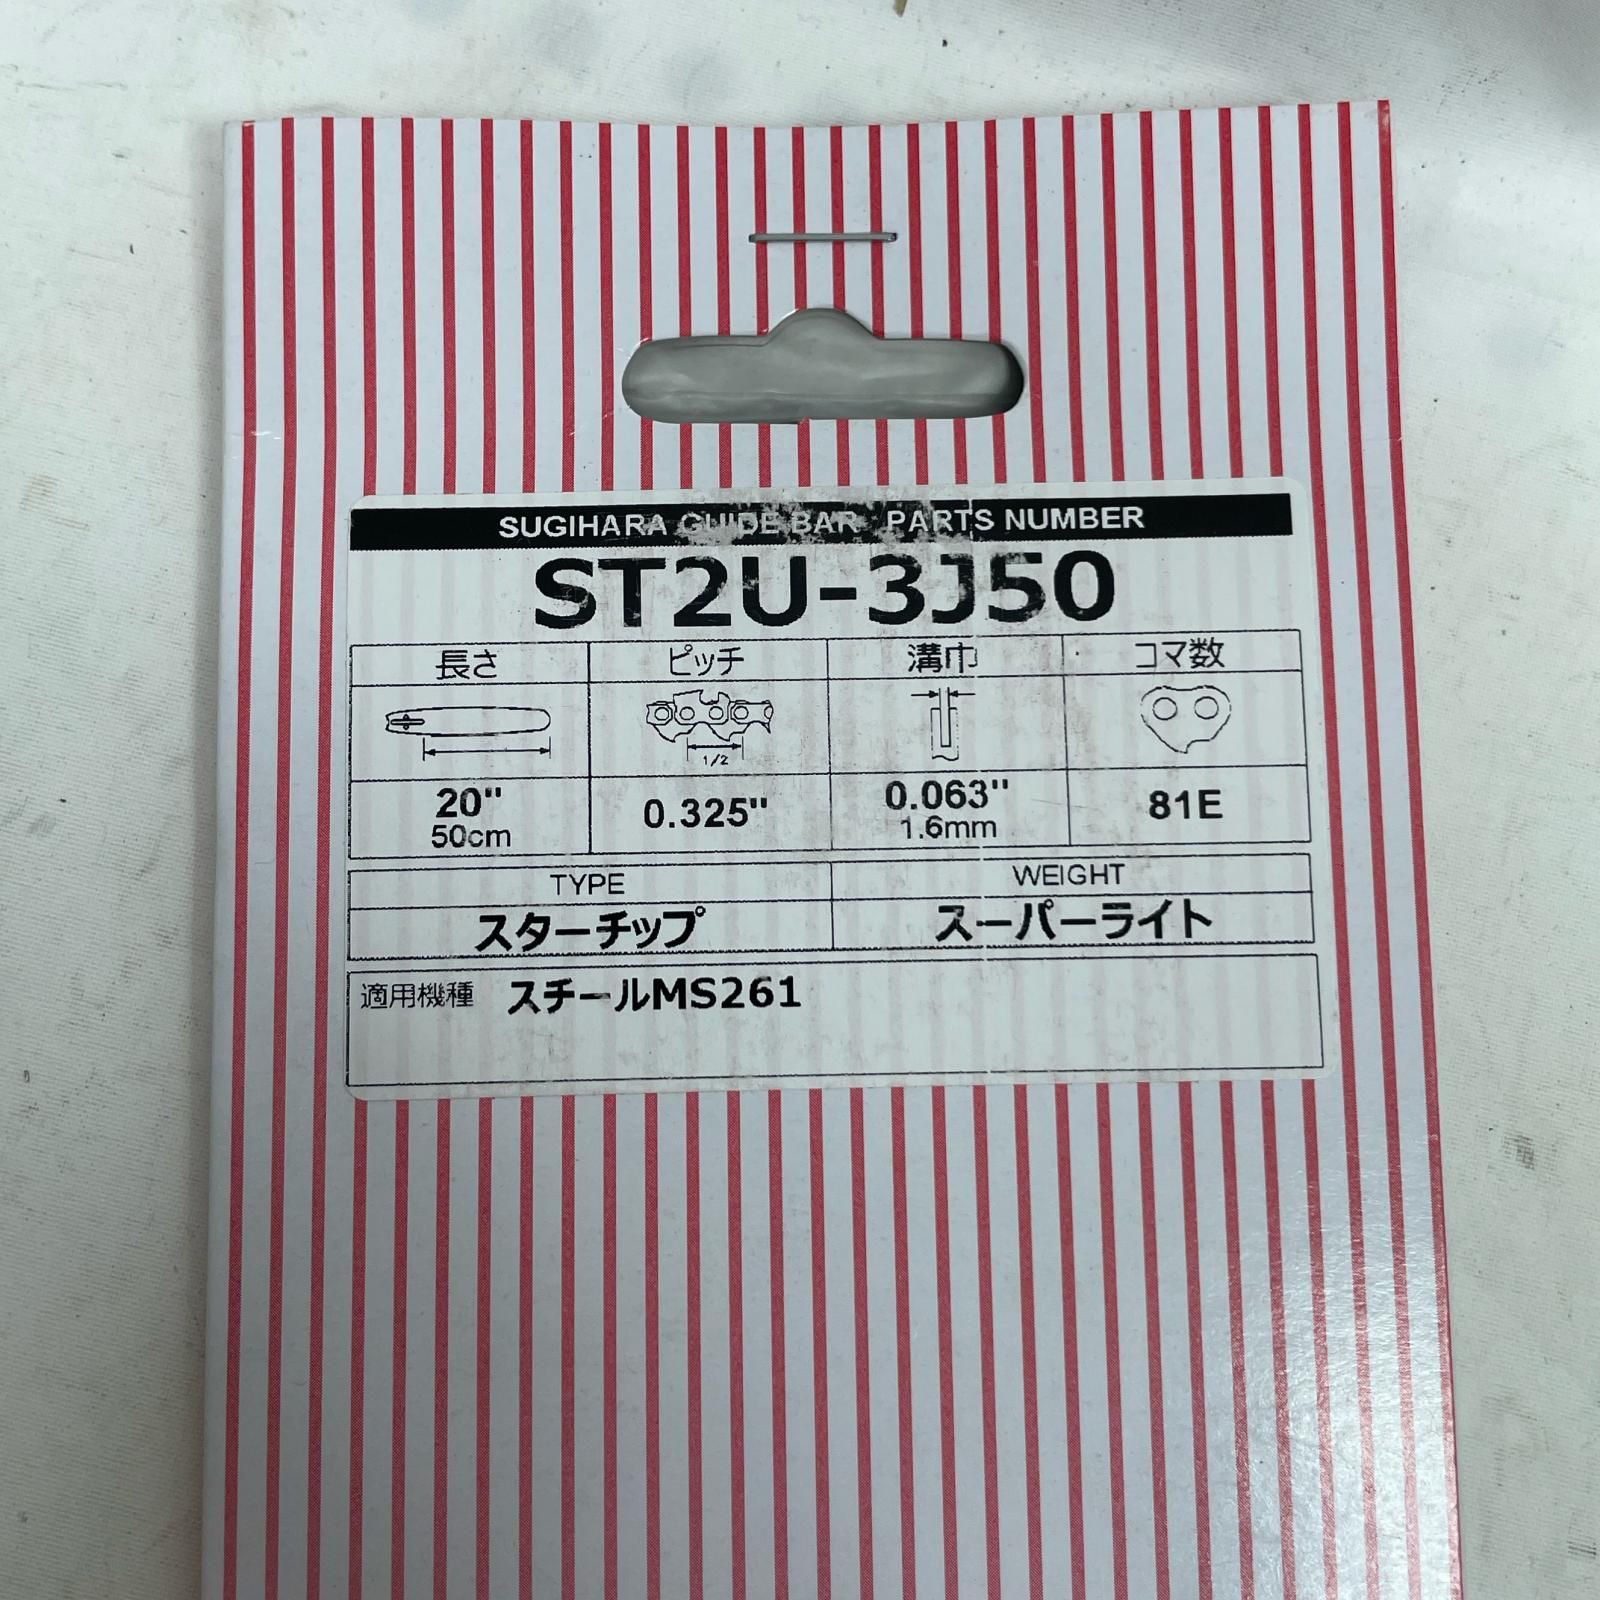 SUGIHARA GUIDE BAR PARTS NUMBER
ST2U-3J50
長さ ピッチ 溝巾 コマ数
1/2
20" 0.325" 0.063" 81E
50cm 1.6mm
TYPE WEIGHT
スターチップ スーパーライト
適用機種 スチールMS261